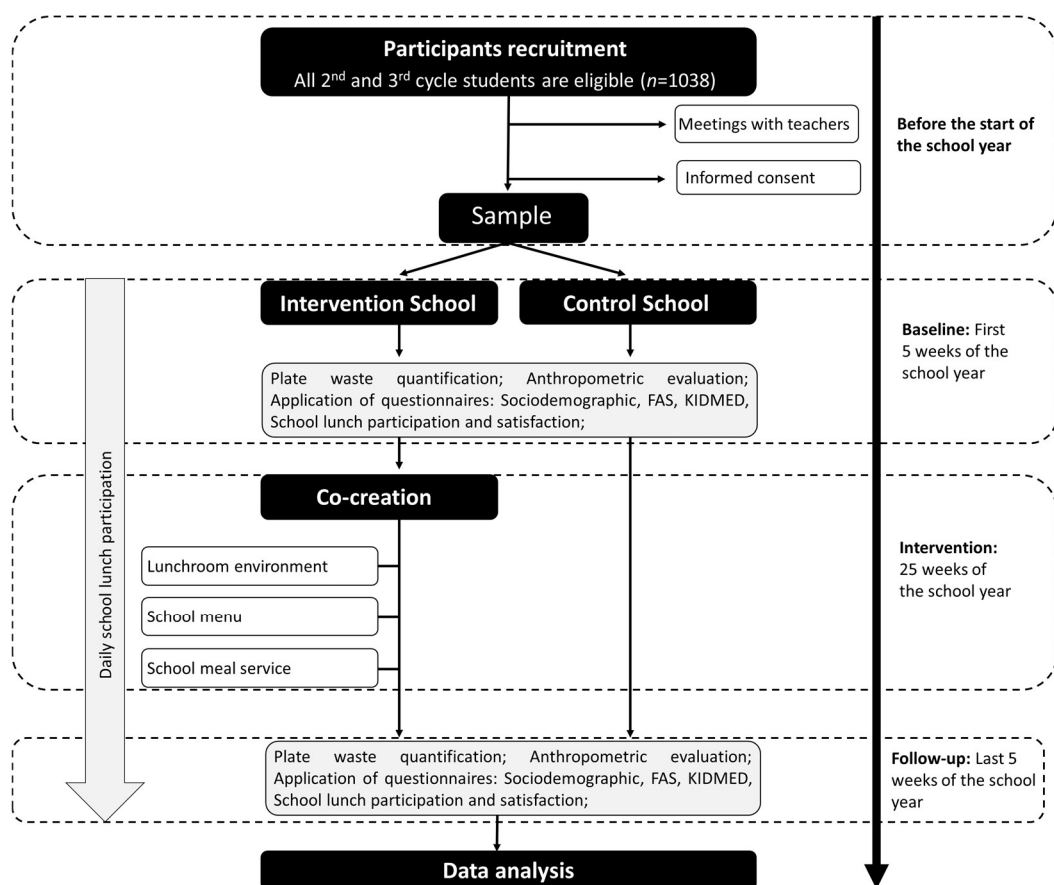 Participants recruitment
All 2nd and 3rd cycle students are eligible (n=1038)
Meetings with teachers
Informed consent
Sample
Before the start of
the school year
Intervention School
Control School
Baseline: First
5 weeks of the
school year
Plate waste quantification; Anthropometric evaluation;
Application of questionnaires: Sociodemographic, FAS, KIDMED,
School lunch participation and satisfaction;
Daily school lunch participation
Co-creation
Lunchroom environment
School menu
School meal service
Intervention:
25 weeks of
the school year
Plate waste quantification; Anthropometric evaluation;
Application of questionnaires: Sociodemographic, FAS, KIDMED,
School lunch participation and satisfaction;
Follow-up: Last 5
weeks of the school
year
Data analysis